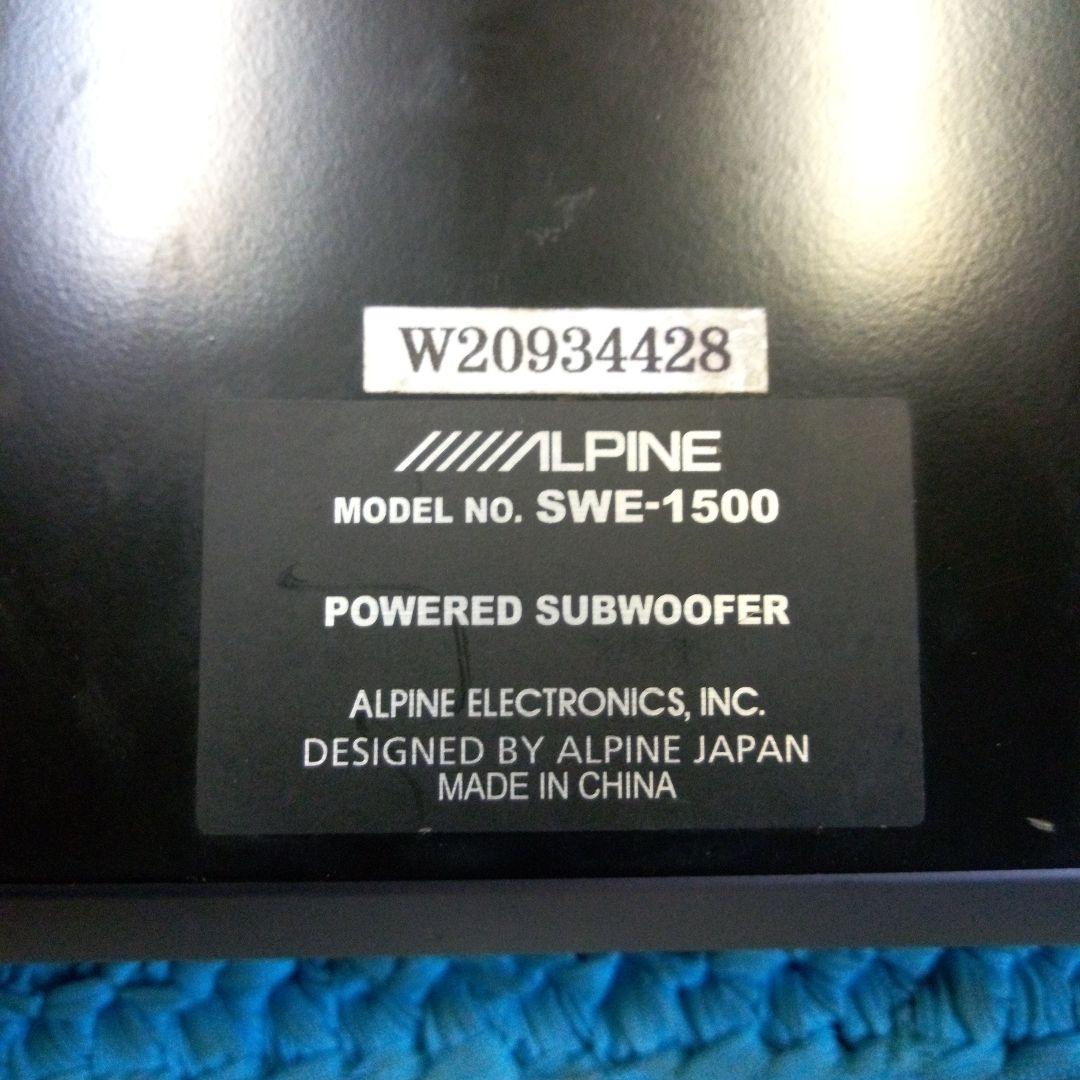 W20934428
ALPINE
MODEL NO. SWE-1500
POWERED SUBWOOFER
ALPINE ELECTRONICS, INC.
DESIGNED BY ALPINE JAPAN
MADE IN CHINA